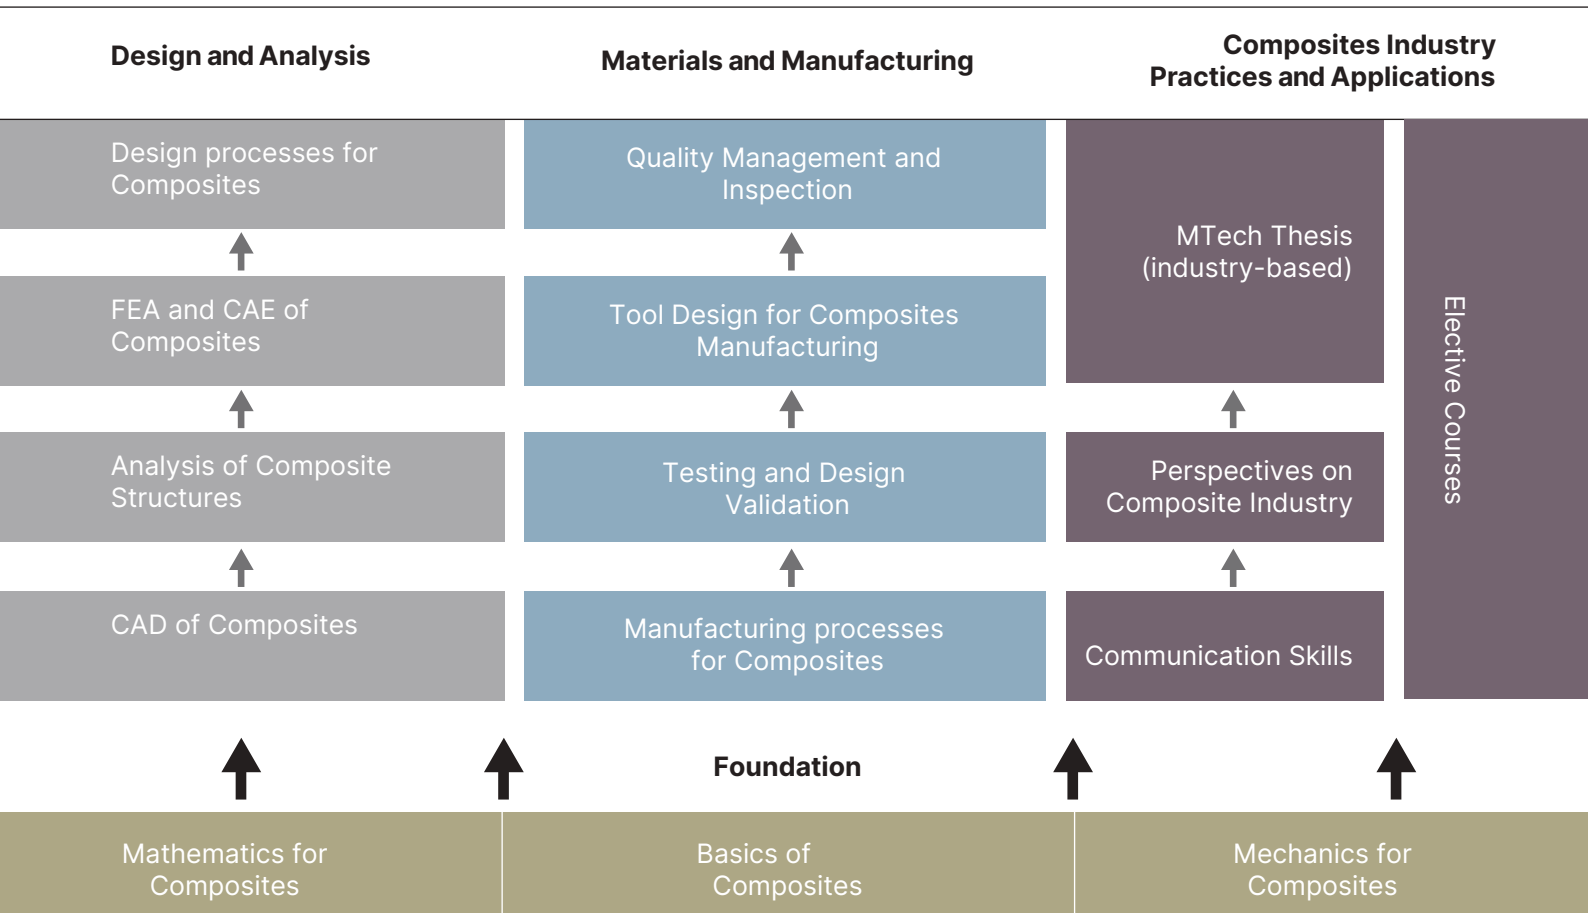 Design and Analysis
Materials and Manufacturing
Composites Industry
Practices and Applications
Design processes for
Composites
Quality Management and
Inspection
MTech Thesis
(industry-based)
Elective Courses
FEA and CAE of
Composites
Tool Design for Composites
Manufacturing
Analysis of Composite
Structures
Testing and Design
Validation
Perspectives on
Composite Industry
CAD of Composites
Manufacturing processes
for Composites
Communication Skills
Foundation
Mathematics for
Composites
Basics of
Composites
Mechanics for
Composites